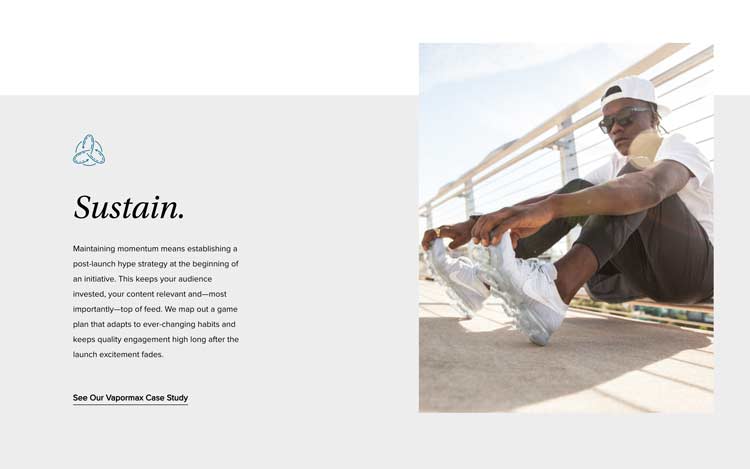 Sustain.
Maintaining momentum means establishing a
post-launch hype strategy at the beginning of
an initiative. This keeps your audience
invested, your content relevant and—most
importantly—top of feed. We map out a game
plan that adapts to ever-changing habits and
keeps quality engagement high long after the
launch excitement fades.
See Our Vapormax Case Study